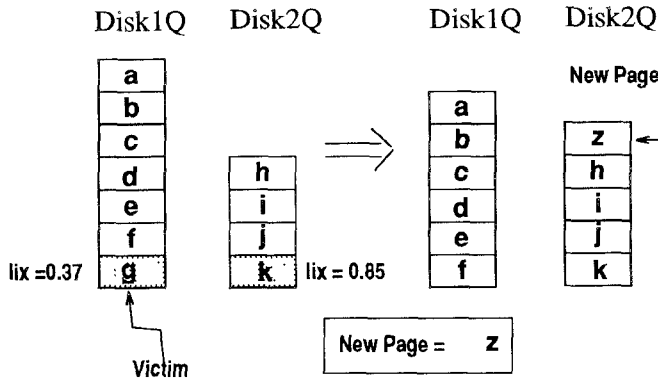 Disk1Q Disk2Q Disk1Q Disk2Q
New Page
a
b
c
d
e
f
g
h
i
j
k
a
b
c
d
e
f
z
h
i
j
k
lix =0.37
lix = 0.85
Victim
New Page = z